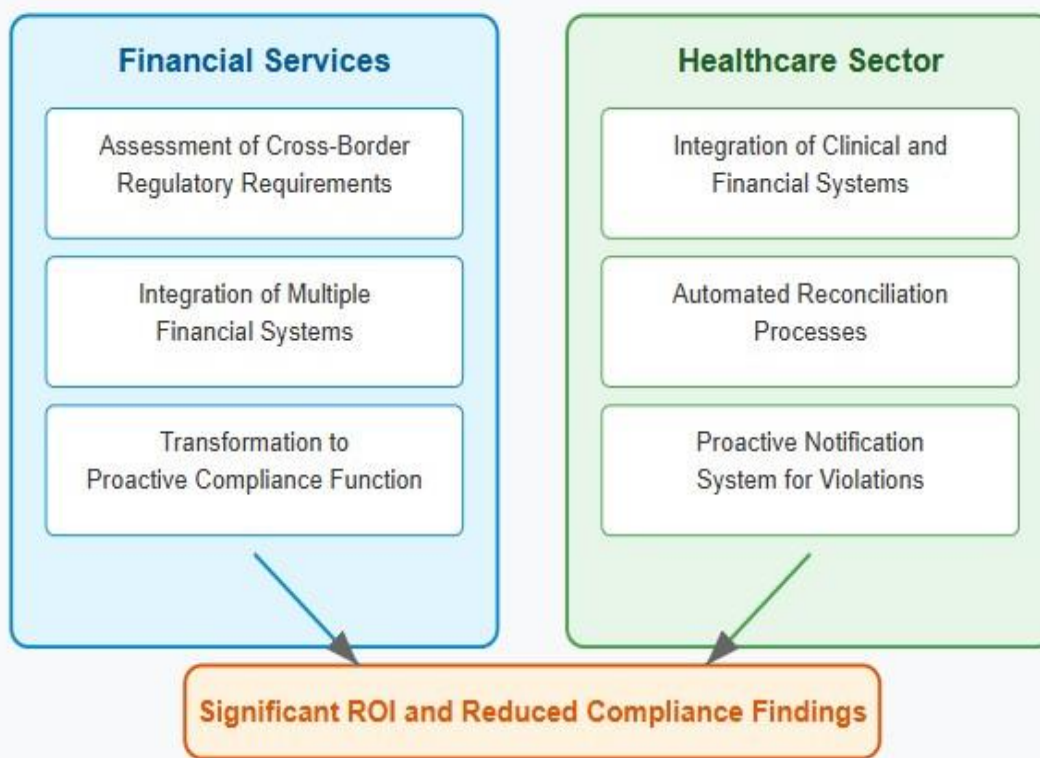 Financial Services
Assessment of Cross-Border
Regulatory Requirements
Integration of Multiple
Financial Systems
Transformation to
Proactive Compliance Function
Healthcare Sector
Integration of Clinical and
Financial Systems
Automated Reconciliation
Processes
Proactive Notification
System for Violations
Significant ROI and Reduced Compliance Findings